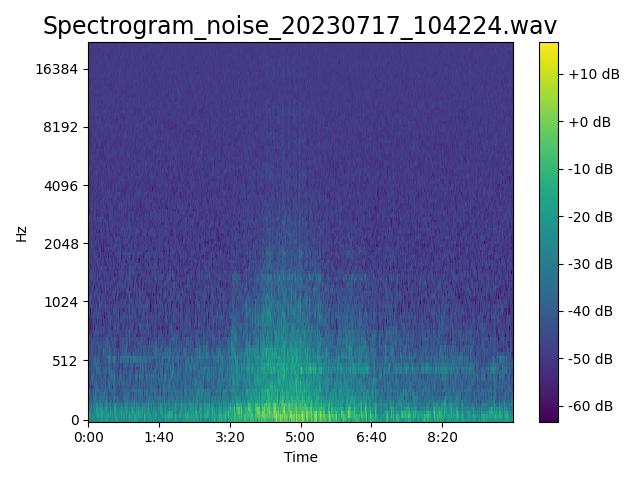 Spectrogram_noise_20230717_104224.wav
16384
8192
4096
2048
1024
512
0
Hz
0:00 1:40 3:20 5:00 6:40 8:20
Time
+10 dB
+0 dB
-10 dB
-20 dB
-30 dB
-40 dB
-50 dB
-60 dB